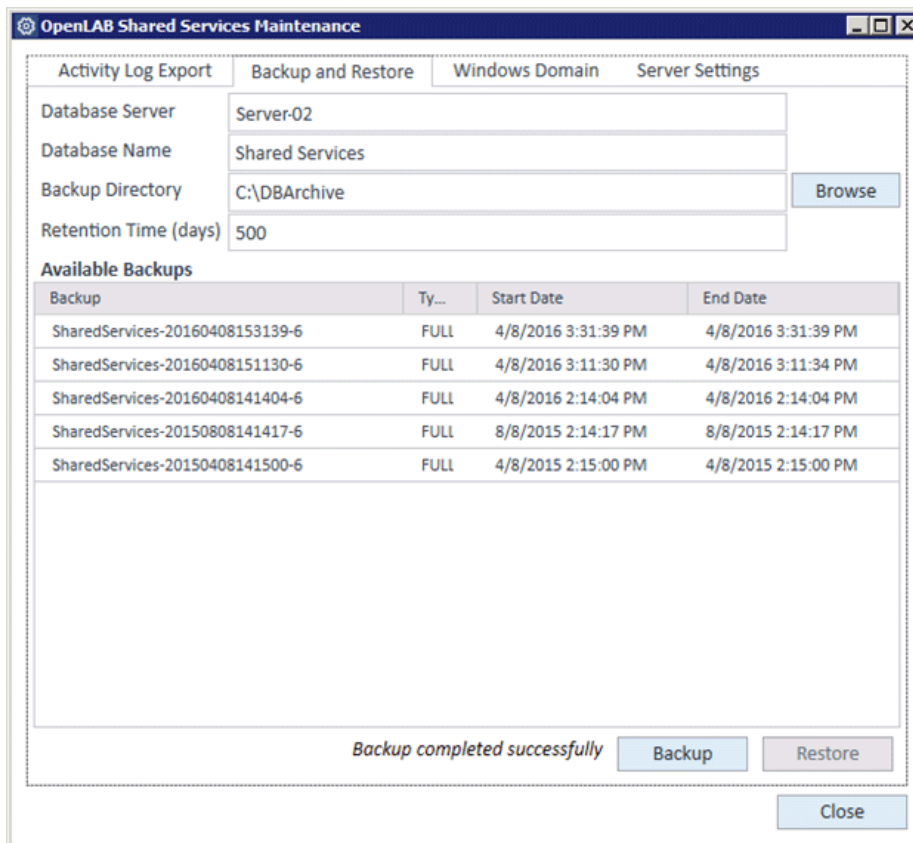 OpenLAB Shared Services Maintenance
Activity Log Export Backup and Restore Windows Domain Server Settings
Database Server Server-02
Database Name Shared Services
Backup Directory C:\DBArchive Browse
Retention Time (days) 500
Available Backups
Backup Ty... Start Date End Date
SharedServices-20160408153139-6 FULL 4/8/2016 3:31:39 PM 4/8/2016 3:31:39 PM
SharedServices-20160408151130-6 FULL 4/8/2016 3:11:30 PM 4/8/2016 3:11:34 PM
SharedServices-20160408141404-6 FULL 4/8/2016 2:14:04 PM 4/8/2016 2:14:04 PM
SharedServices-20150808141417-6 FULL 8/8/2015 2:14:17 PM 8/8/2015 2:14:17 PM
SharedServices-20150408141500-6 FULL 4/8/2015 2:15:00 PM 4/8/2015 2:15:00 PM
Backup completed successfully Backup Restore
Close